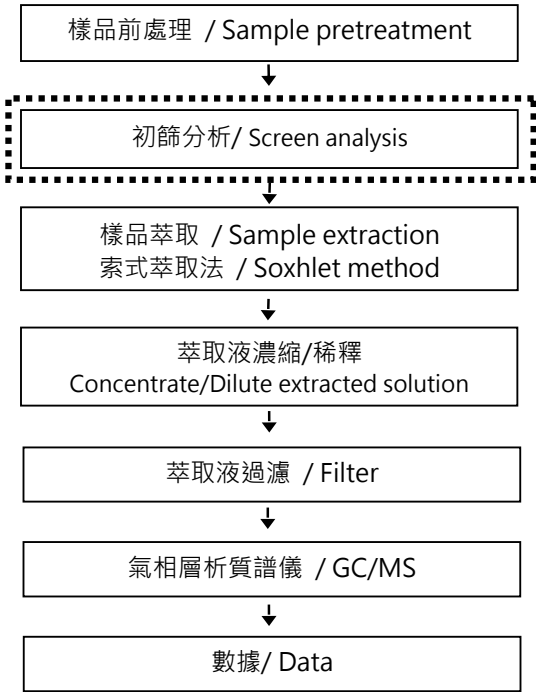 樣品前處理 / Sample pretreatment
初篩分析/ Screen analysis
樣品萃取 / Sample extraction
索式萃取法 / Soxhlet method
萃取液濃縮/稀釋
Concentrate/Dilute extracted solution
萃取液過濾 / Filter
氣相層析質譜儀 / GC/MS
數據/ Data